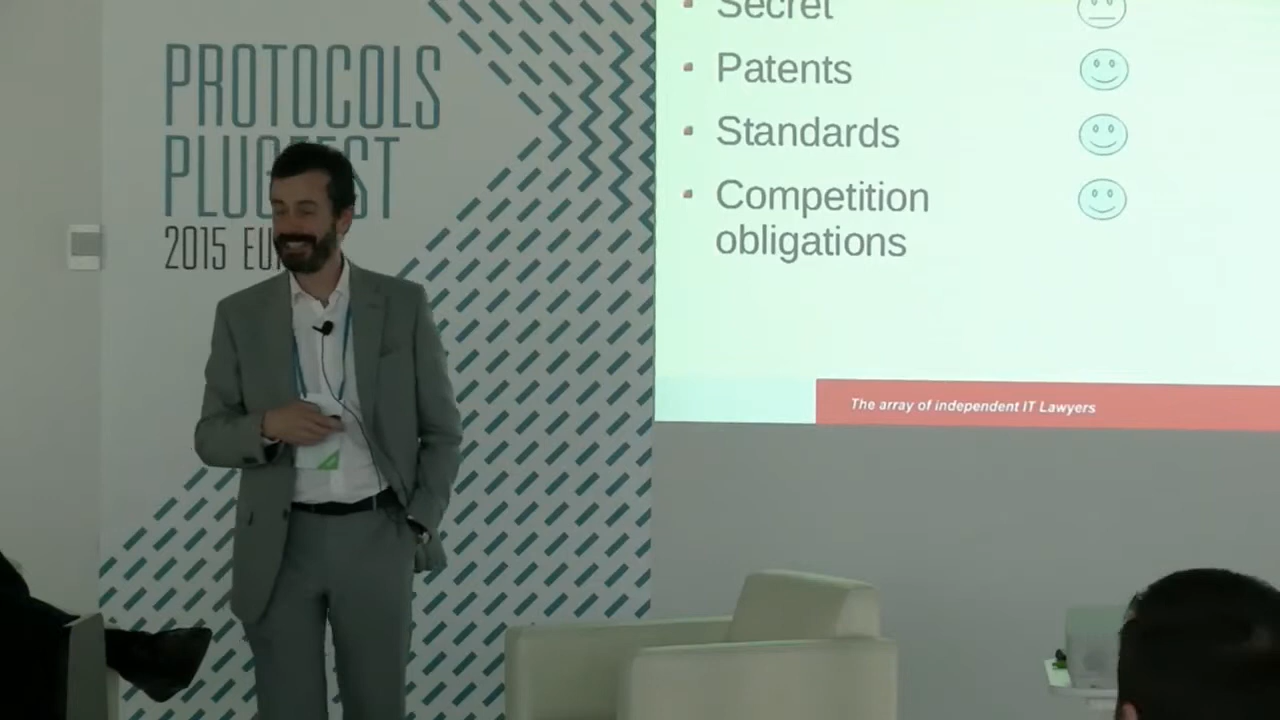 PROTOCOLS
2015
Secret
Patents
Standards
Competition
obligations
The array of independent IT Lawyers